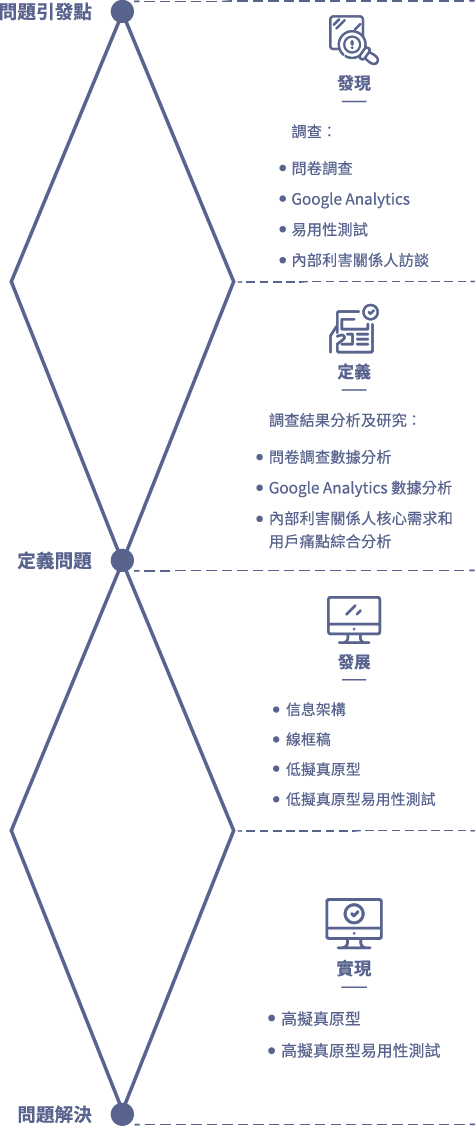 問題引發點
發現
調查：
問卷調查
Google Analytics
易用性測試
內部利害關係人訪談
定義
調查結果分析及研究：
問卷調查數據分析
Google Analytics 數據分析
內部利害關係人核心需求和
用戶痛點綜合分析
定義問題
發展
信息架構
線框稿
低擬真原型
低擬真原型易用性測試
實現
高擬真原型
高擬真原型易用性測試
問題解決